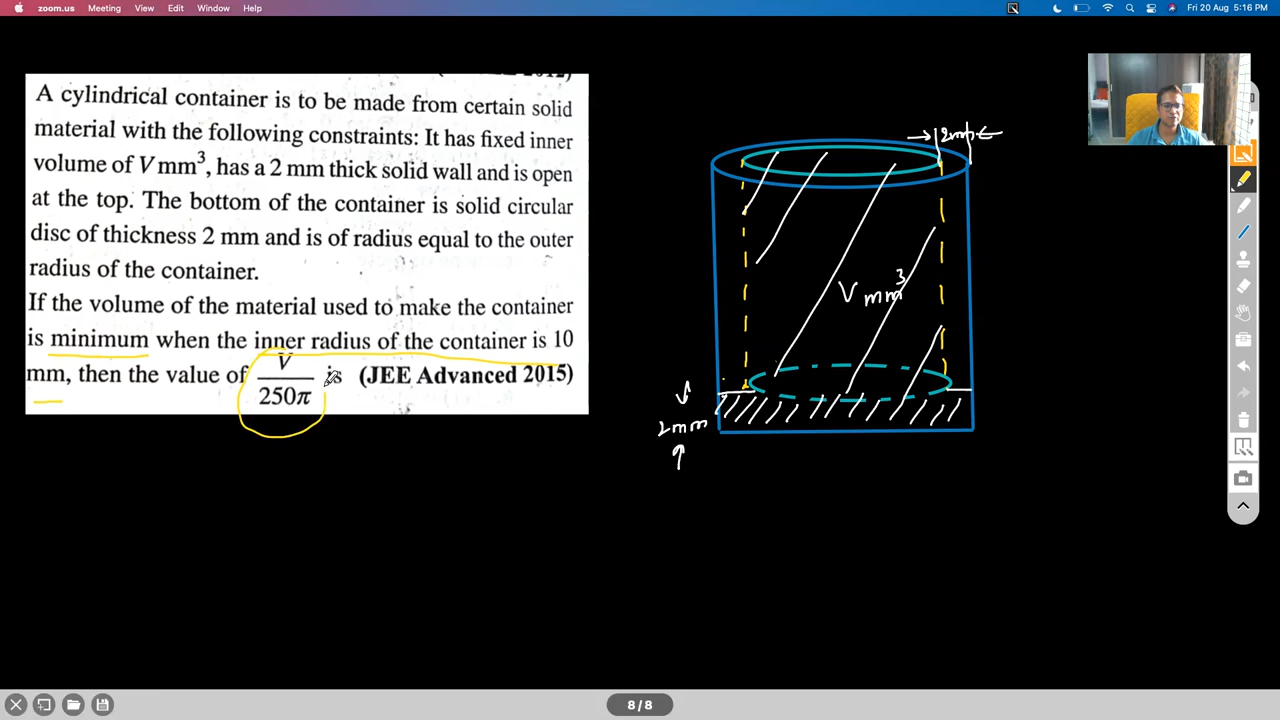 zoom.us Meeting View Edit Window Help
Fri 20 Aug 5:16 PM
A cylindrical container is to be made from certain solid
material with the following constraints: It has fixed inner
volume of V mm³, has a 2 mm thick solid wall and is open
at the top. The bottom of the container is solid circular
disc of thickness 2 mm and is of radius equal to the outer
radius of the container.
If the volume of the material used to make the container
is minimum when the inner radius of the container is 10
mm, then the value of V/250π is (JEE Advanced 2015)
2mm
V mm³
2mm
8 / 8